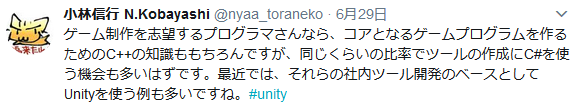 小林信行 N.Kobayashi @nyaa_toraneko・6月29日
ゲーム制作を志望するプログラマさんなら、コアとなるゲームプログラムを作る
ためのC++の知識ももちろんですが、同じくらいの比率でツールの作成にC#を使
う機会も多いはずです。最近では、それらの社内ツール開発のベースとして
Unityを使う例も多いですね。#unity